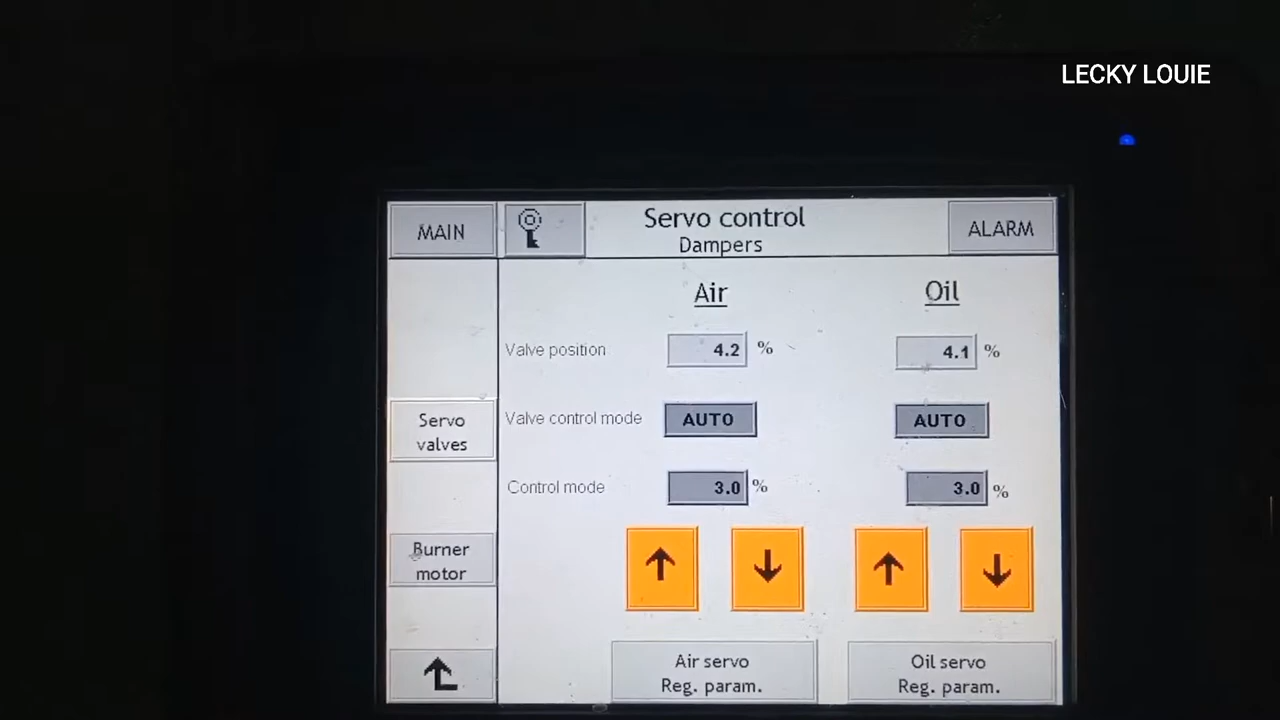 LECKY LOUIE
MAIN
Servo control
Dampers
ALARM
Air
Oil
Valve position
4.2 %
4.1 %
Servo
valves
Valve control mode
AUTO
AUTO
Control mode
3.0 %
3.0 %
Burner
motor
Air servo
Reg. param.
Oil servo
Reg. param.